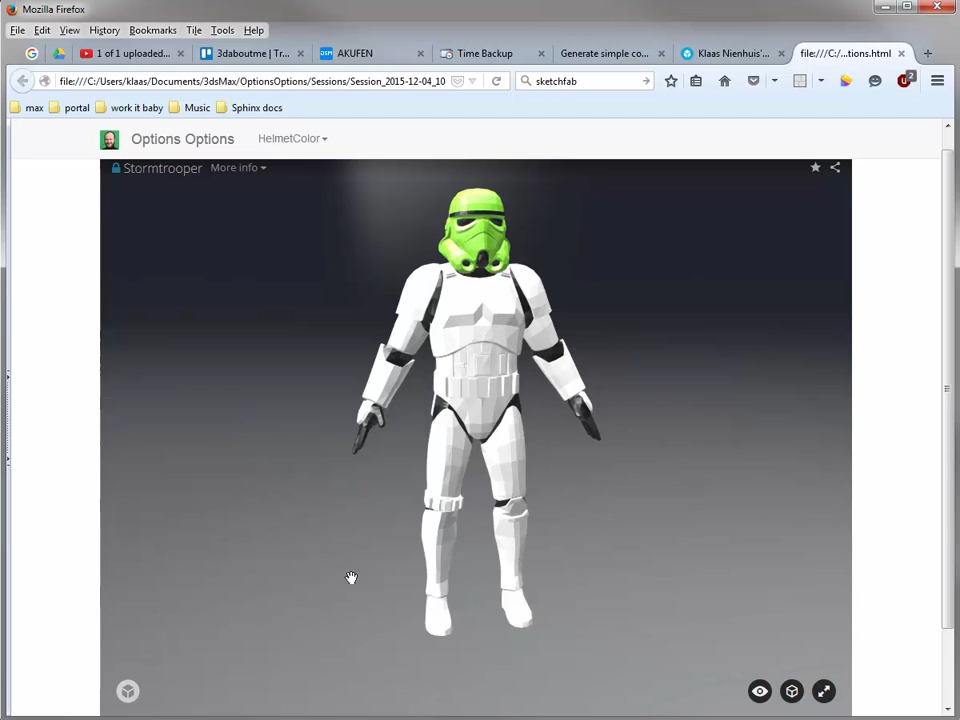 Mozilla Firefox
File Edit View History Bookmarks Tile Tools Help
1 of 1 uploaded... 3daboutme | Tr... AKUFEN Time Backup Generate simple co... Klaas Nienhuis'... file:///C:/...tions.html
file:///C:/Users/klaas/Documents/3dsMax/OptionsOptions/Sessions/Session_2015-12-04_10 sketchfab 2
max portal work it baby Music Sphinx docs
Options Options HelmetColor
Stormtrooper More info